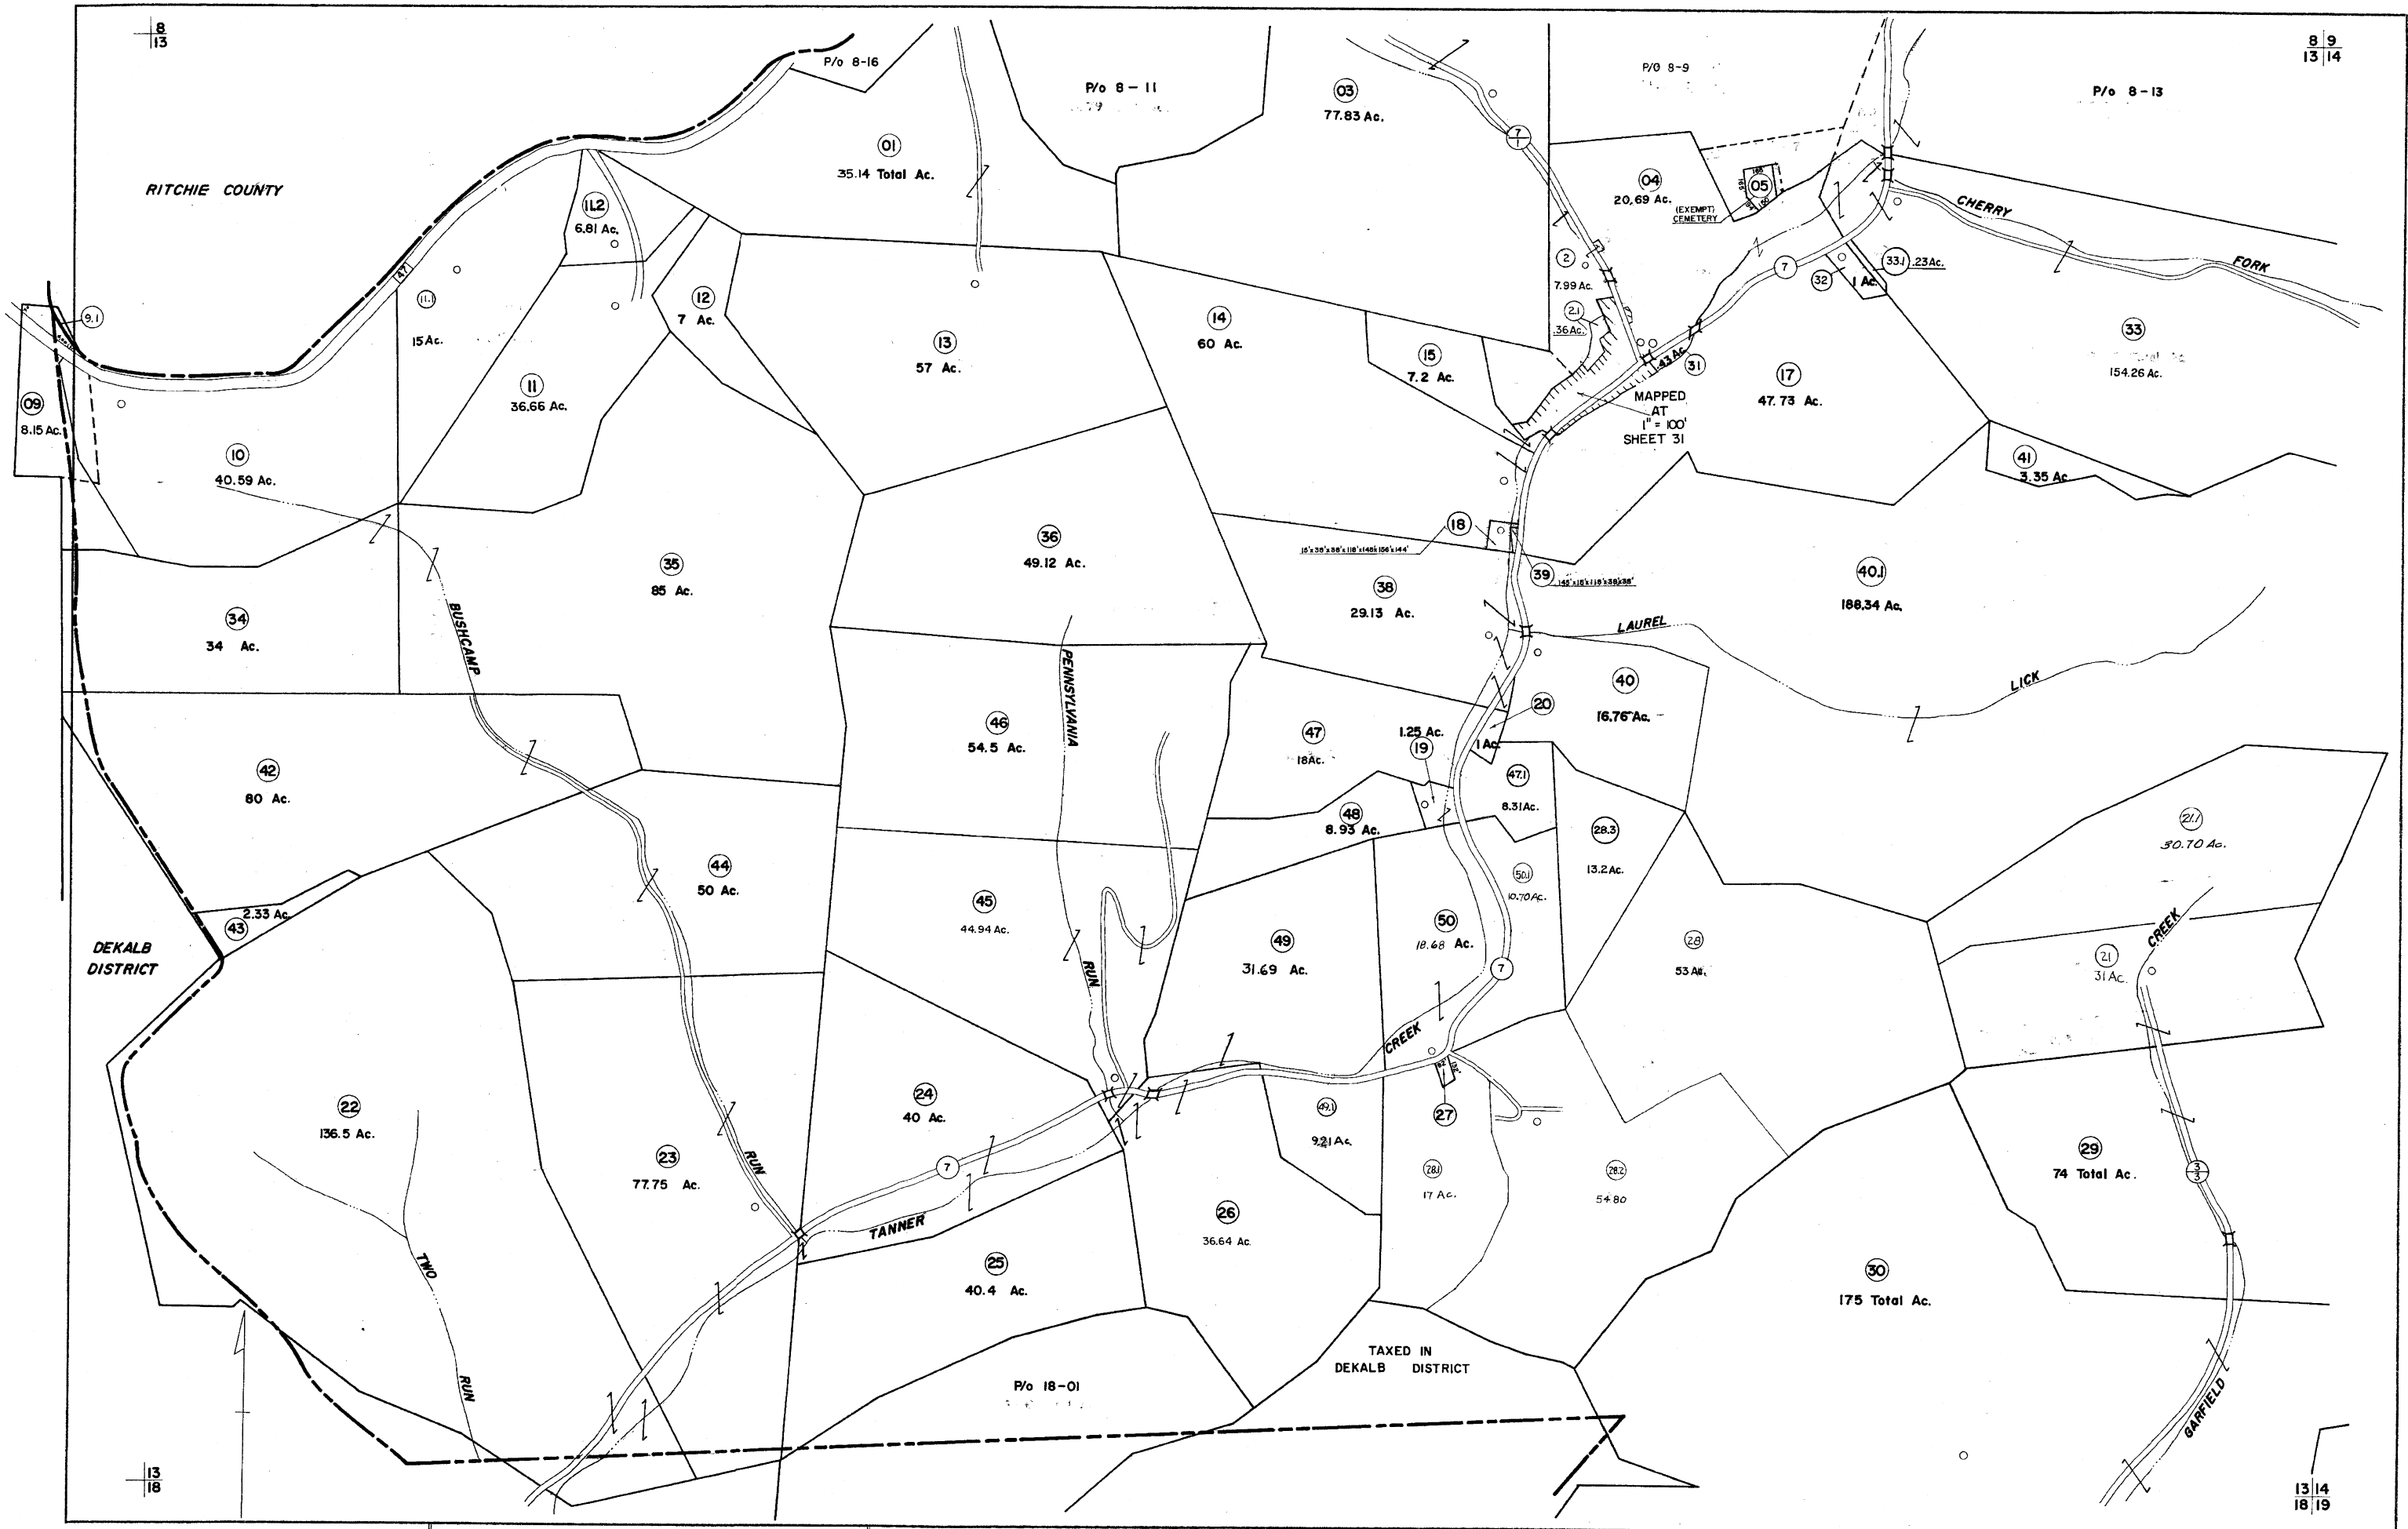 8
13
8 9
13 14
P/o 8-16
P/o 8-11
03
77.83 Ac.
P/o 8-9
P/o 8-13
7
1
01
35.14 Total Ac.
RITCHIE COUNTY
04
20.69 Ac.
05
165
(EXEMPT)
CEMETERY
CHERRY
FORK
11.2
6.81 Ac.
47
9.1
11.1
15 Ac.
12
7 Ac.
13
57 Ac.
14
60 Ac.
2
7.99 Ac.
2.1
.36 Ac.
7
33.1
.23 Ac.
32
1 Ac.
33
154.26 Ac.
15
7.2 Ac.
.43 Ac.
31
17
47.73 Ac.
MAPPED
AT
1" = 100'
SHEET 31
11
36.66 Ac.
09
8.15 Ac.
10
40.59 Ac.
41
3.35 Ac.
36
49.12 Ac.
18
39
35
85 Ac.
38
29.13 Ac.
40.1
188.34 Ac.
34
34 Ac.
BUSHCAMP
PENNSYLVANIA
LAUREL
LICK
40
16.76 Ac.
20
1 Ac.
46
54.5 Ac.
47
18 Ac.
1.25 Ac.
19
47.1
8.31 Ac.
42
80 Ac.
48
8.93 Ac.
28.3
13.2 Ac.
21.1
30.70 Ac.
44
50 Ac.
50.1
10.70 Ac.
45
44.94 Ac.
2.33 Ac.
43
DEKALB
DISTRICT
49
31.69 Ac.
50
18.68 Ac.
28
53 Ac.
21
31 Ac.
CREEK
RUN
7
CREEK
24
40 Ac.
22
136.5 Ac.
49.1
9.21 Ac.
27
23
77.75 Ac.
RUN
7
28.1
17 Ac.
28.2
54.80
29
74 Total Ac.
3
3
TANNER
26
36.64 Ac.
25
40.4 Ac.
TWO
RUN
30
175 Total Ac.
TAXED IN
DEKALB DISTRICT
P/o 18-01
GARFIELD
13
18
13 14
18 19